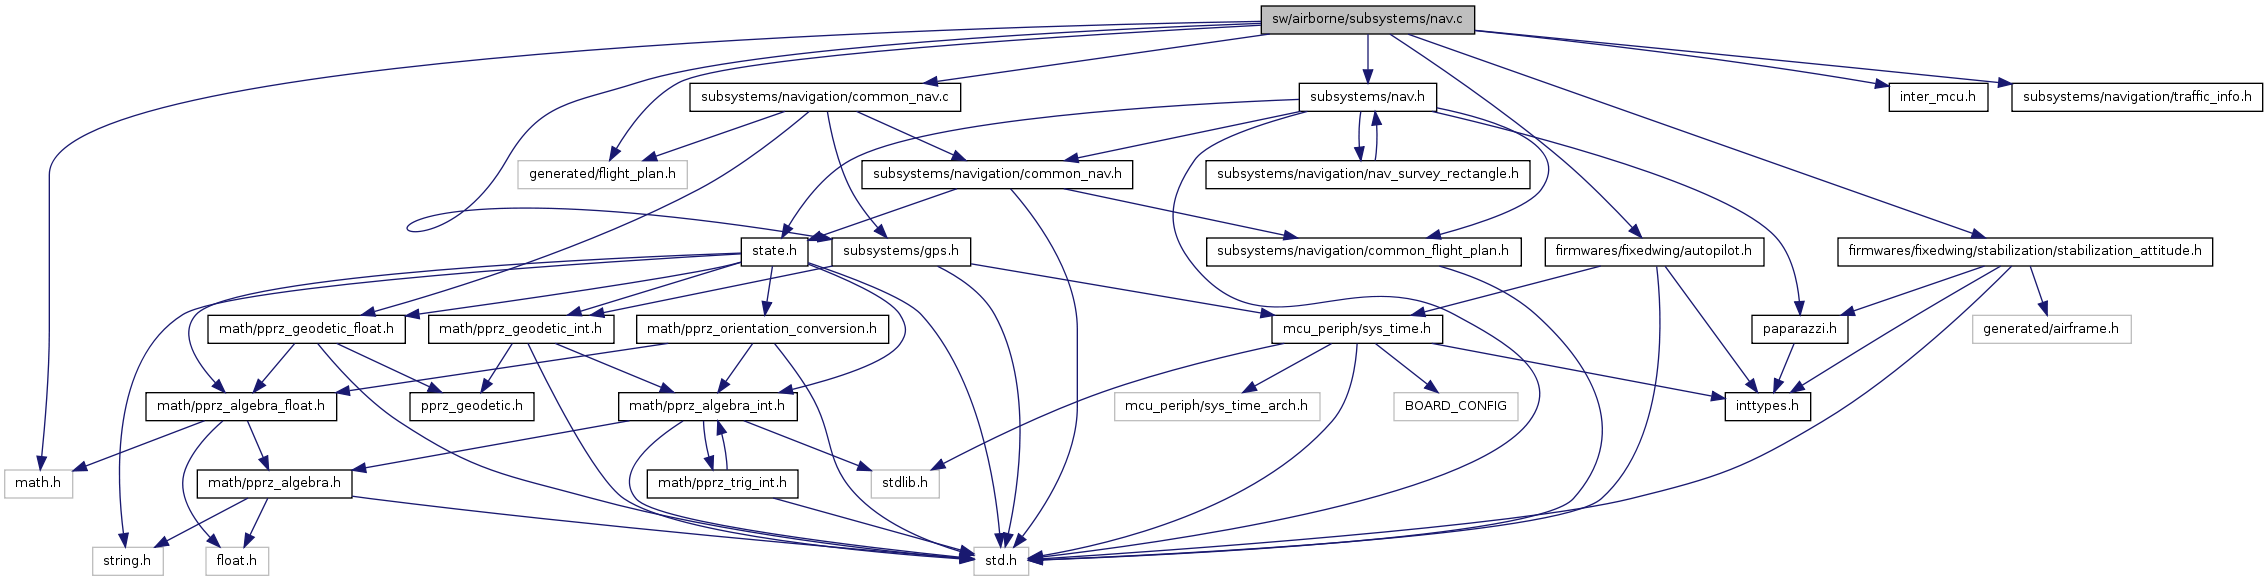 sw/airborne/subsystems/nav.c
subsystems/navigation/common_nav.c
subsystems/nav.h
inter_mcu.h
subsystems/navigation/traffic_info.h
generated/flight_plan.h
subsystems/navigation/common_nav.h
subsystems/navigation/nav_survey_rectangle.h
state.h
subsystems/gps.h
subsystems/navigation/common_flight_plan.h
firmwares/fixedwing/autopilot.h
firmwares/fixedwing/stabilization/stabilization_attitude.h
math/pprz_geodetic_float.h
math/pprz_geodetic_int.h
math/pprz_orientation_conversion.h
mcu_periph/sys_time.h
paparazzi.h
generated/airframe.h
math/pprz_algebra_float.h
pprz_geodetic.h
math/pprz_algebra_int.h
mcu_periph/sys_time_arch.h
BOARD_CONFIG
inttypes.h
math.h
math/pprz_algebra.h
math/pprz_trig_int.h
stdlib.h
string.h
float.h
std.h